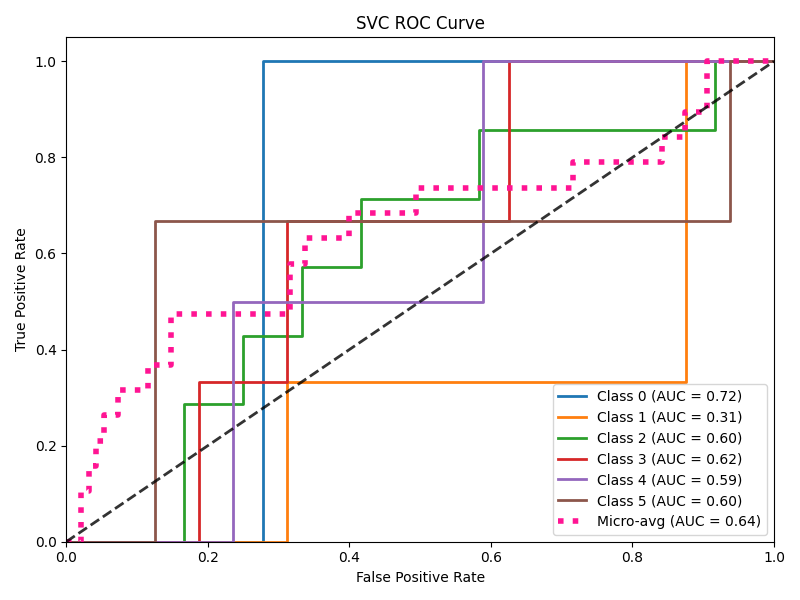 SVC ROC Curve
True Positive Rate
1.0
0.8
0.6
0.4
0.2
0.0
0.0 0.2 0.4 0.6 0.8 1.0
False Positive Rate
Class 0 (AUC = 0.72)
Class 1 (AUC = 0.31)
Class 2 (AUC = 0.60)
Class 3 (AUC = 0.62)
Class 4 (AUC = 0.59)
Class 5 (AUC = 0.60)
Micro-avg (AUC = 0.64)